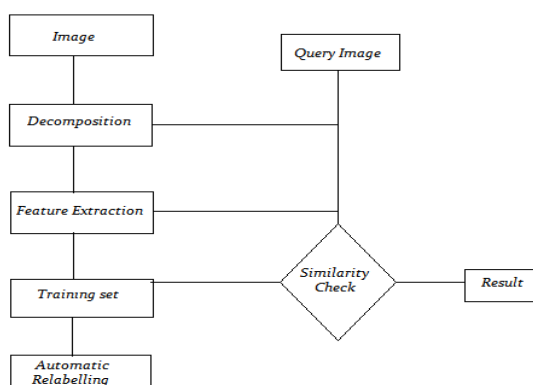 Image
Query Image
Decomposition
Feature Extraction
Similarity
Check
Result
Training set
Automatic
Relabelling